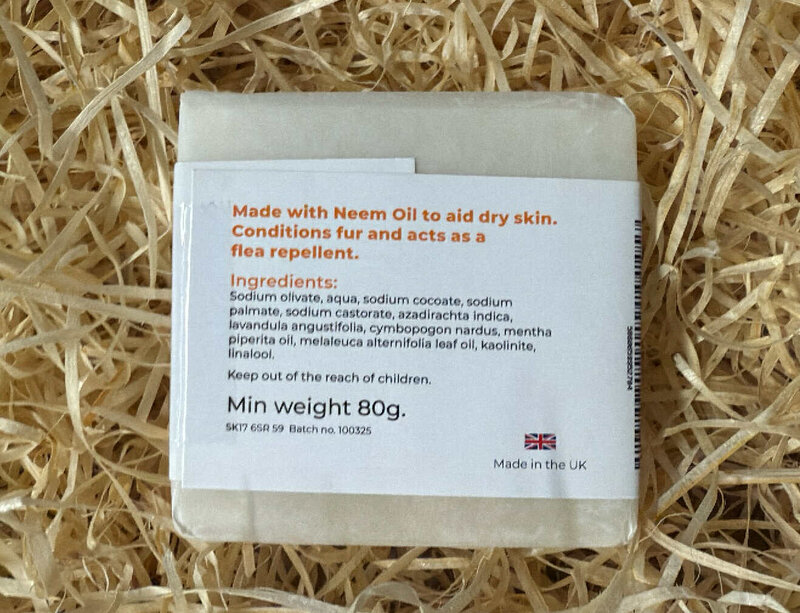 Made with Neem Oil to aid dry skin.
Conditions fur and acts as a
flea repellent.
Ingredients:
Sodium olivate, aqua, sodium cocoate, sodium
palmate, sodium castorate, azadirachta indica,
lavandula angustifolia, cymbopogon nardus, mentha
piperita oil, melaleuca alternifolia leaf oil, kaolinite,
linalool.
Keep out of the reach of children.
Min weight 80g.
SK17 6SR 59 Batch no. 100325
Made in the UK